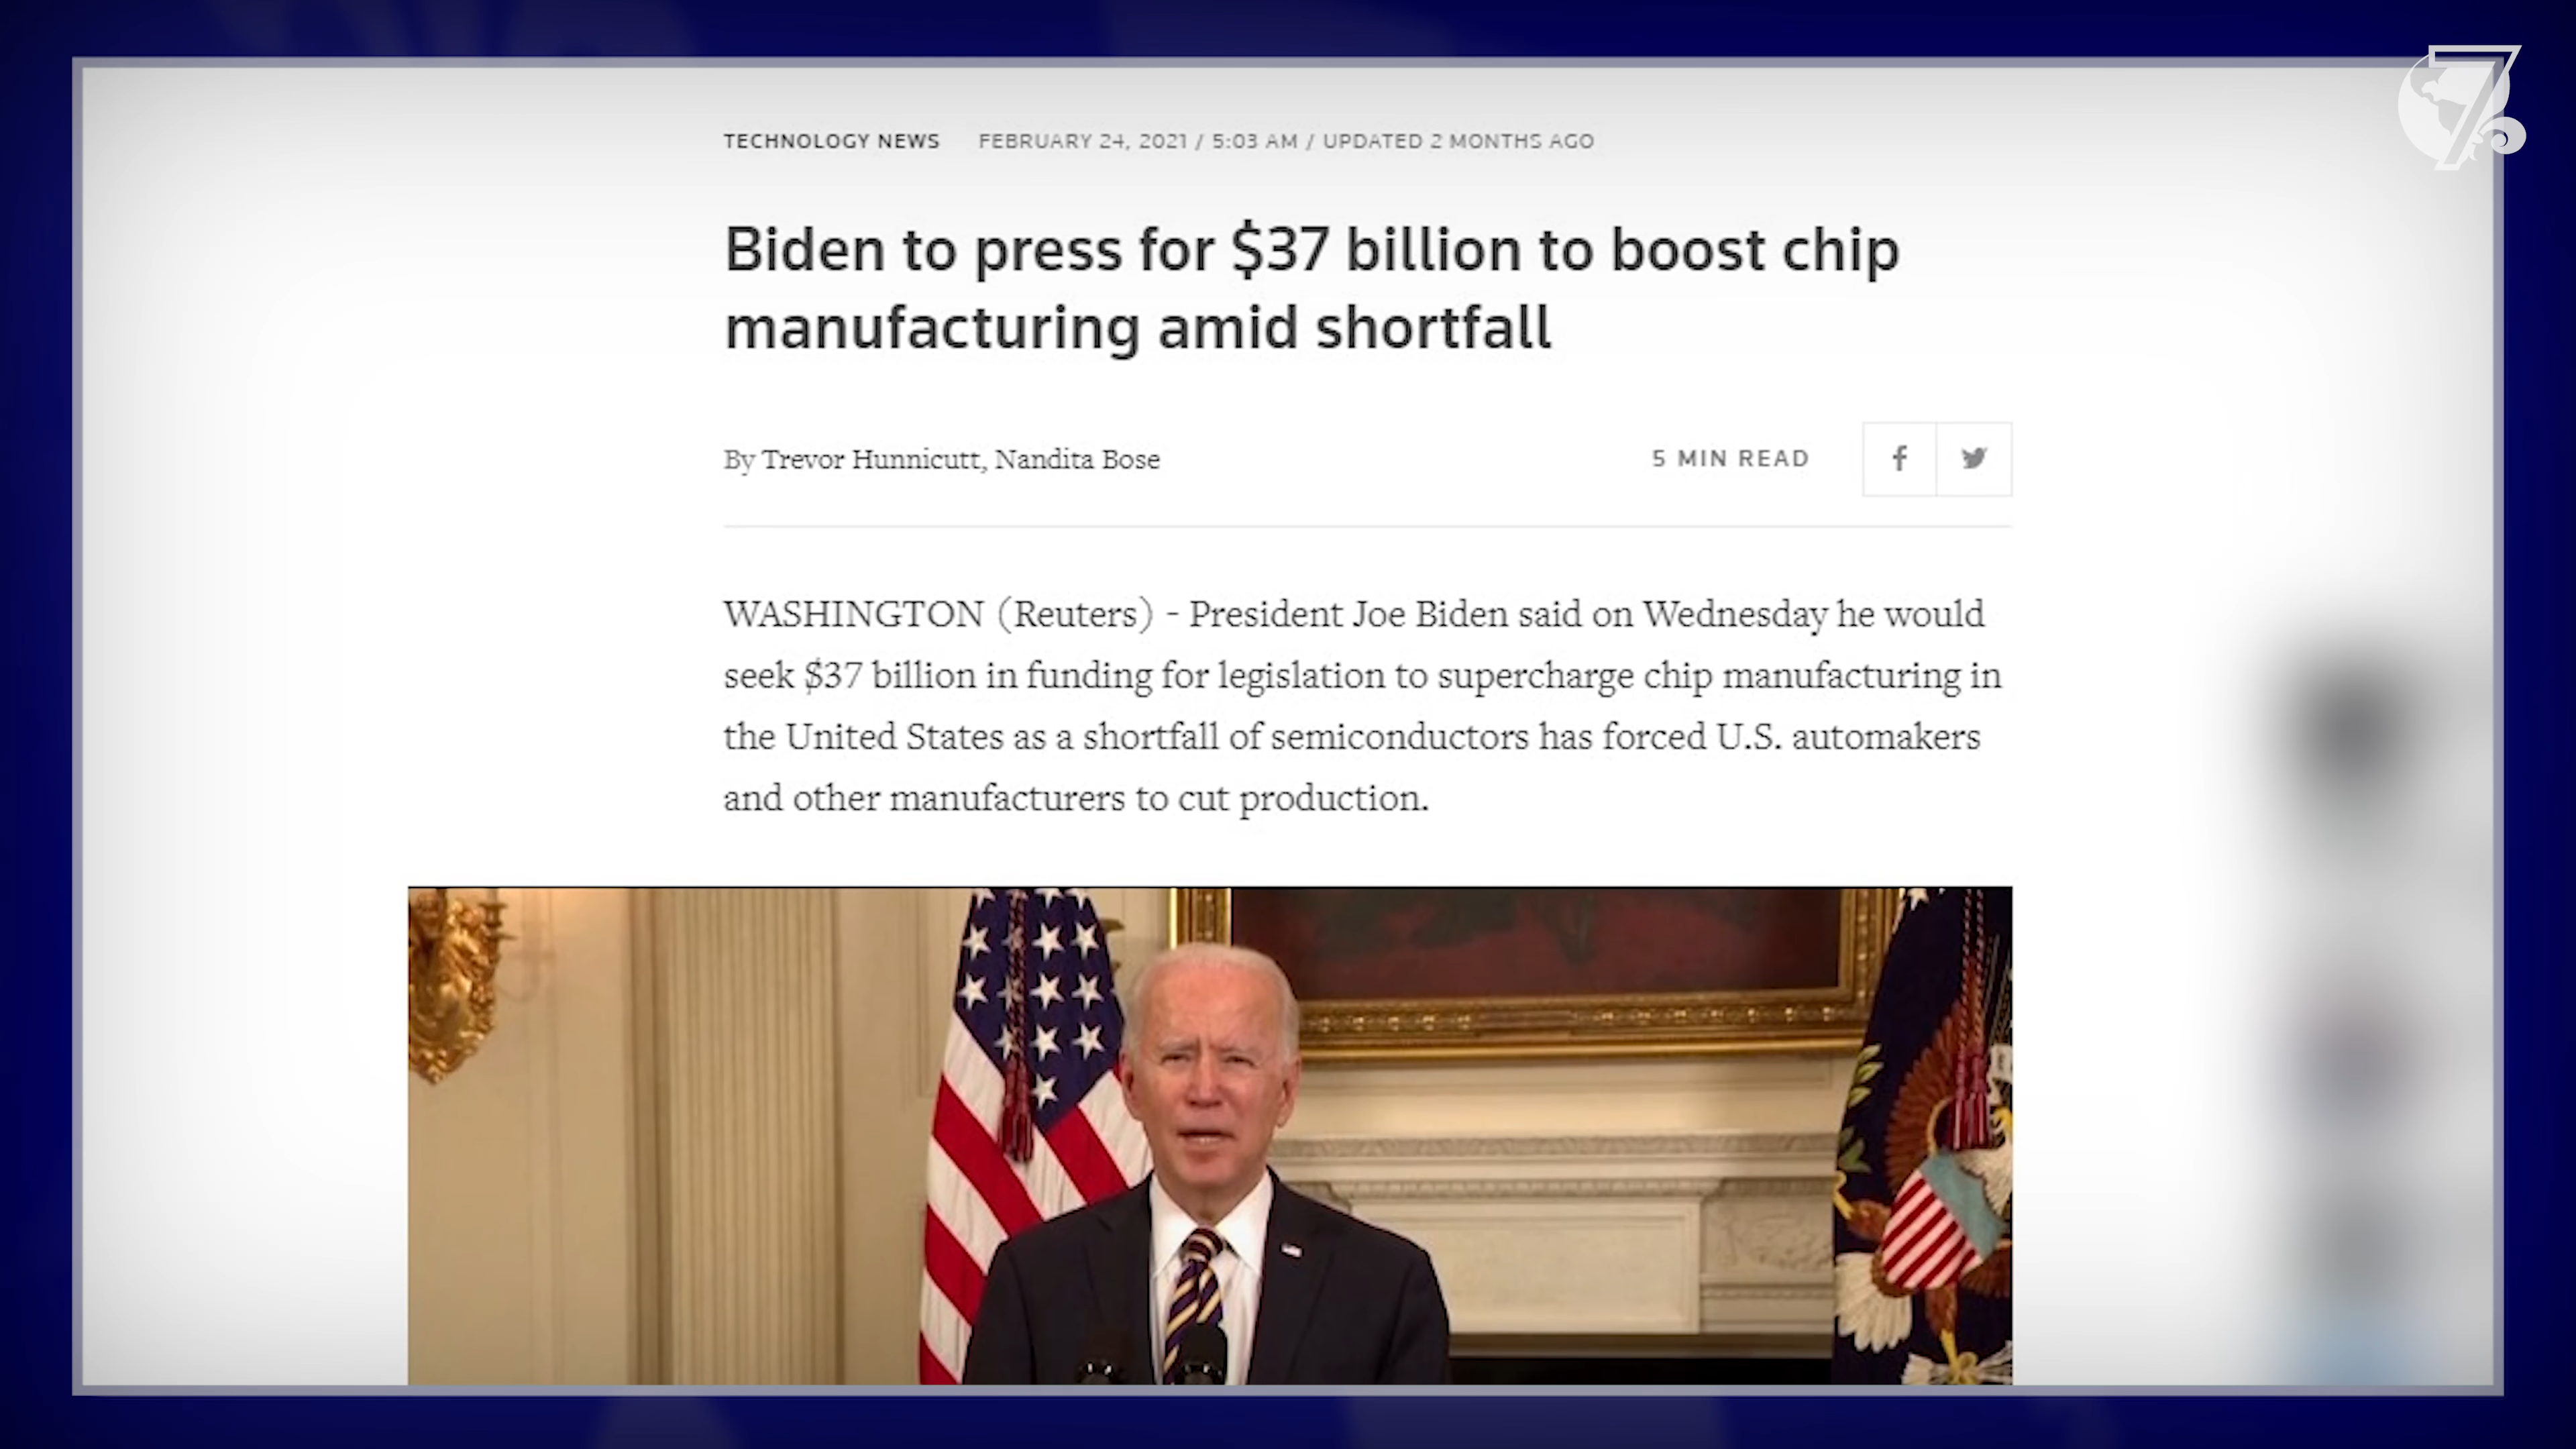 7
TECHNOLOGY NEWS FEBRUARY 24, 2021 / 5:03 AM / UPDATED 2 MONTHS AGO
Biden to press for $37 billion to boost chip
manufacturing amid shortfall
By Trevor Hunnicutt, Nandita Bose
5 MIN READ
WASHINGTON (Reuters) - President Joe Biden said on Wednesday he would
seek $37 billion in funding for legislation to supercharge chip manufacturing in
the United States as a shortfall of semiconductors has forced U.S. automakers
and other manufacturers to cut production.